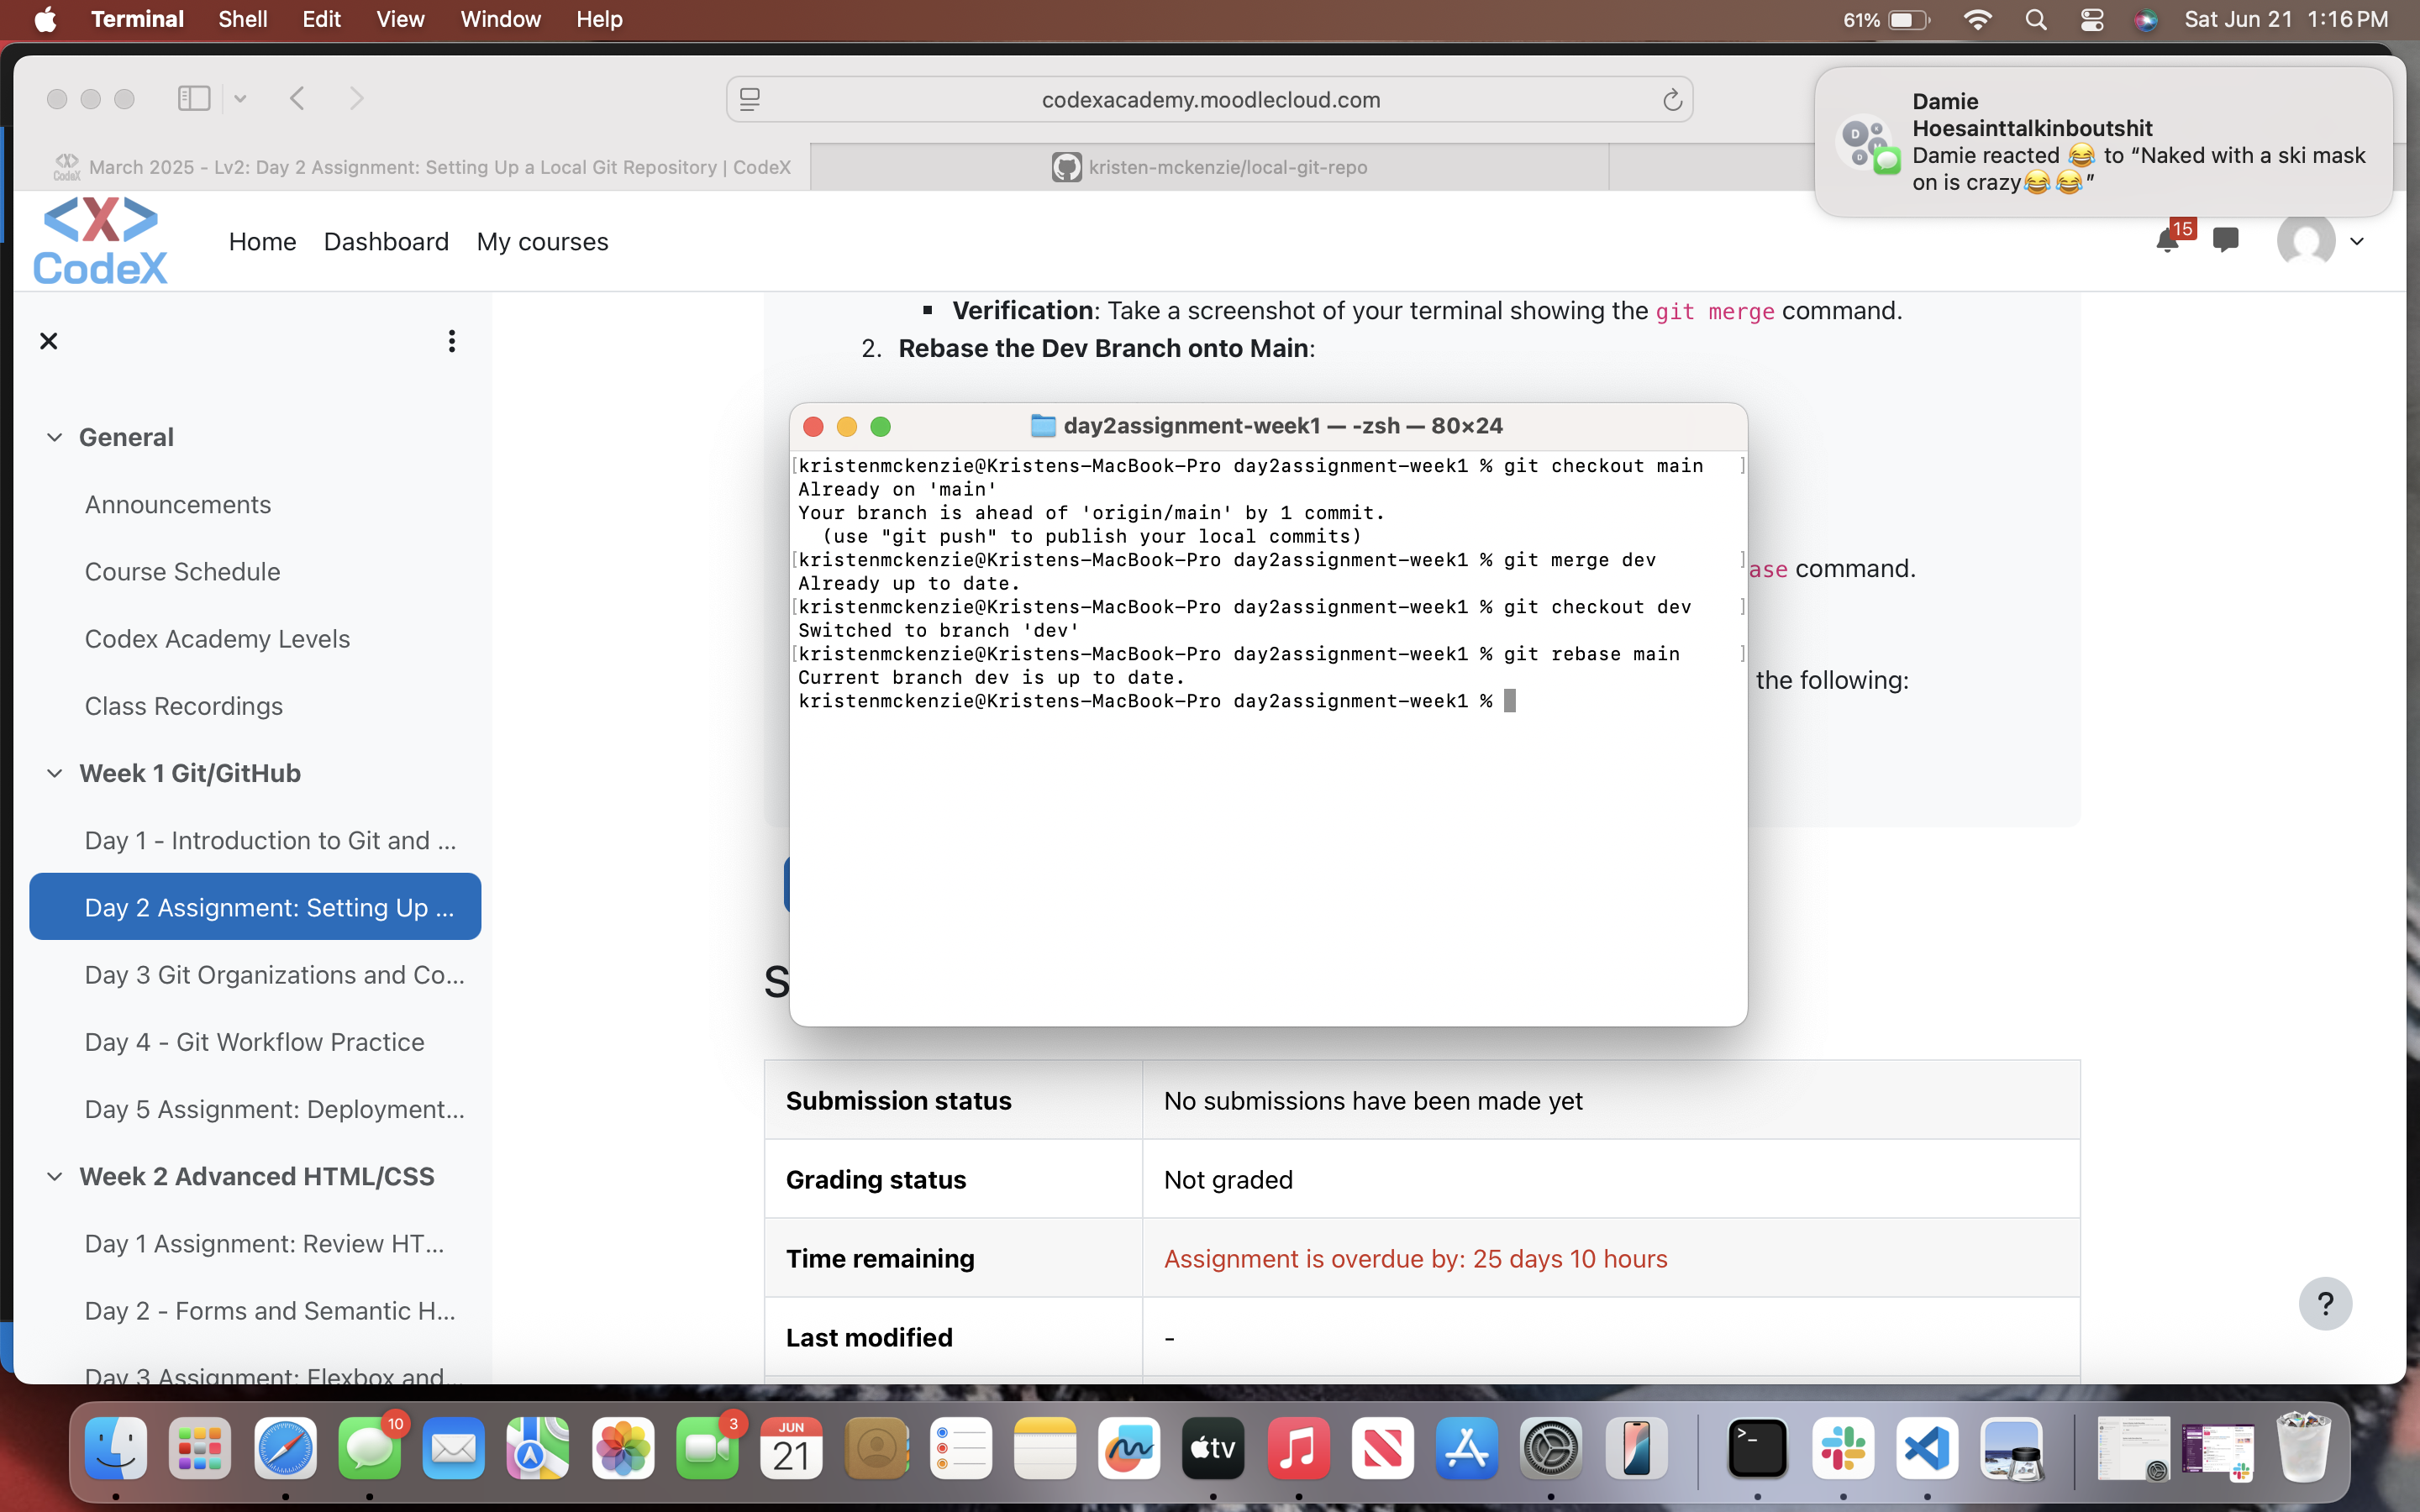 Terminal Shell Edit View Window Help 61% Sat Jun 21 1:16 PM
codexacademy.moodlecloud.com
Damie
Hoesainttalkinboutshit
Damie reacted 😂 to “Naked with a ski mask
on is crazy😂😂”
March 2025 - Lv2: Day 2 Assignment: Setting Up a Local Git Repository | CodeX
kristen-mckenzie/local-git-repo
<X>
CodeX
Home Dashboard My courses
15
General
Announcements
Course Schedule
Codex Academy Levels
Class Recordings
Week 1 Git/GitHub
Day 1 - Introduction to Git and ...
Day 2 Assignment: Setting Up ...
Day 3 Git Organizations and Co...
Day 4 - Git Workflow Practice
Day 5 Assignment: Deployment...
Week 2 Advanced HTML/CSS
Day 1 Assignment: Review HT...
Day 2 - Forms and Semantic H...
Day 3 Assignment: Flexbox and...
▪ Verification: Take a screenshot of your terminal showing the git merge command.
2. Rebase the Dev Branch onto Main:
ase command.
the following:
day2assignment-week1 — -zsh — 80×24
[kristenmckenzie@Kristens-MacBook-Pro day2assignment-week1 % git checkout main ]
Already on 'main'
Your branch is ahead of 'origin/main' by 1 commit.
(use "git push" to publish your local commits)
[kristenmckenzie@Kristens-MacBook-Pro day2assignment-week1 % git merge dev ]
Already up to date.
[kristenmckenzie@Kristens-MacBook-Pro day2assignment-week1 % git checkout dev ]
Switched to branch 'dev'
[kristenmckenzie@Kristens-MacBook-Pro day2assignment-week1 % git rebase main ]
Current branch dev is up to date.
kristenmckenzie@Kristens-MacBook-Pro day2assignment-week1 %
S
Submission status No submissions have been made yet
Grading status Not graded
Time remaining Assignment is overdue by: 25 days 10 hours
Last modified -
?
10
3
JUN
21
tv
>_